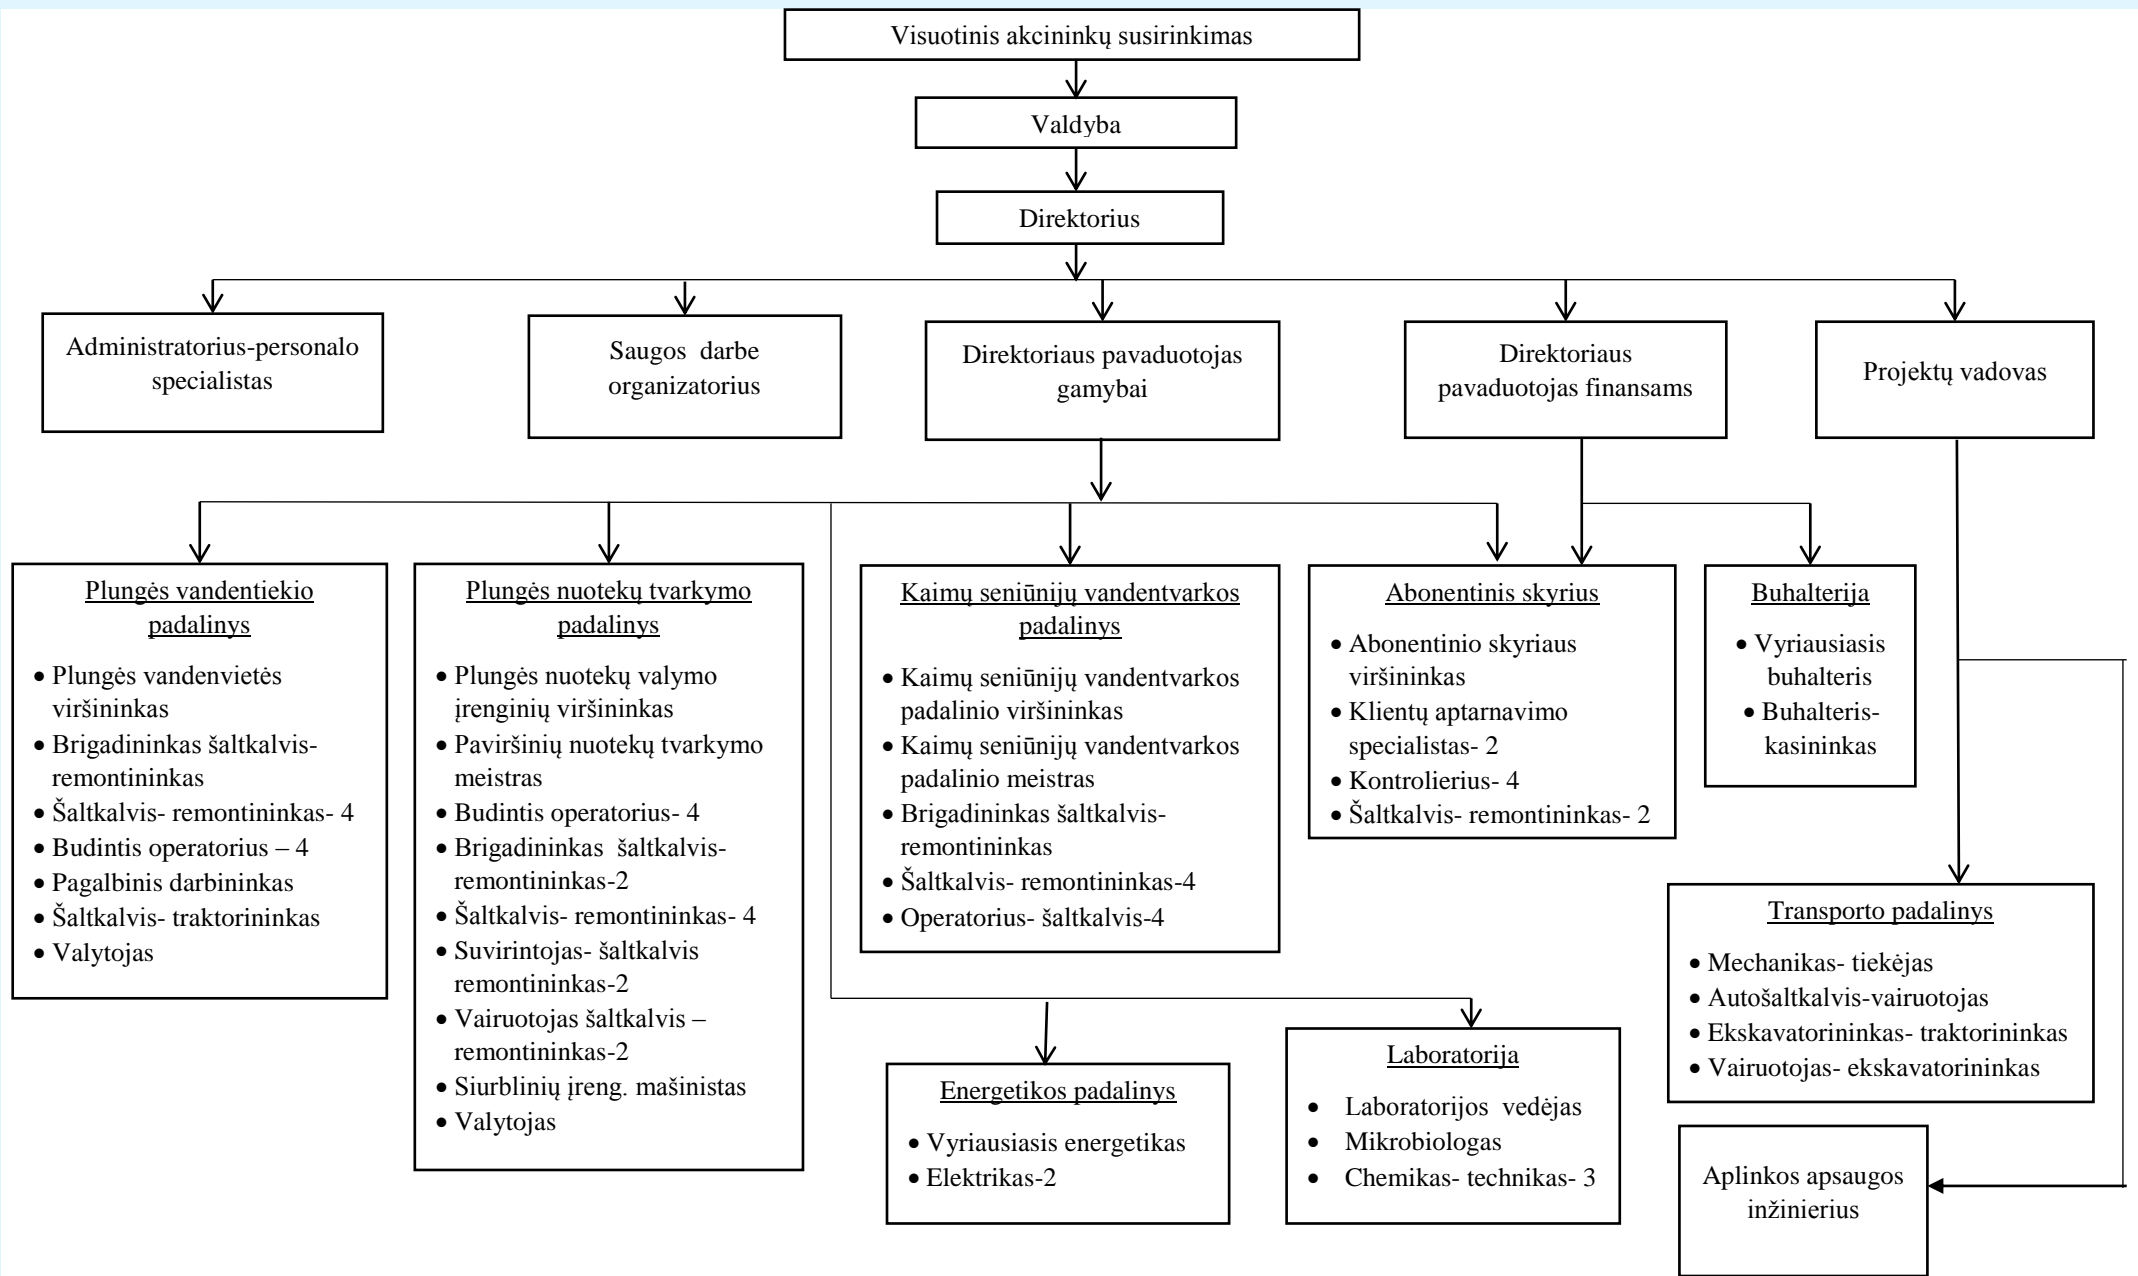 Visuotinis akcininkų susirinkimas
Valdyba
Direktorius
Administratorius-personalo
specialistas
Saugos darbe
organizatorius
Direktoriaus pavaduotojas
gamybai
Direktoriaus
pavaduotojas finansams
Projektų vadovas
Plungės vandentiekio
padalinys
• Plungės vandenvietės
viršininkas
• Brigadininkas šaltkalvis-
remontininkas
• Šaltkalvis- remontininkas- 4
• Budintis operatorius – 4
• Pagalbinis darbininkas
• Šaltkalvis- traktorininkas
• Valytojas
Plungės nuotekų tvarkymo
padalinys
• Plungės nuotekų valymo
įrenginių viršininkas
• Paviršinių nuotekų tvarkymo
meistras
• Budintis operatorius- 4
• Brigadininkas šaltkalvis-
remontininkas-2
• Šaltkalvis- remontininkas- 4
• Suvirintojas- šaltkalvis
remontininkas-2
• Vairuotojas šaltkalvis –
remontininkas-2
• Siurblinių įreng. mašinistas
• Valytojas
Kaimų seniūnijų vandentvarkos
padalinys
• Kaimų seniūnijų vandentvarkos
padalinio viršininkas
• Kaimų seniūnijų vandentvarkos
padalinio meistras
• Brigadininkas šaltkalvis-
remontininkas
• Šaltkalvis- remontininkas-4
• Operatorius- šaltkalvis-4
Abonentinis skyrius
• Abonentinio skyriaus
viršininkas
• Klientų aptarnavimo
specialistas- 2
• Kontrolierius- 4
• Šaltkalvis- remontininkas- 2
Buhalterija
• Vyriausiasis
buhalteris
• Buhalteris-
kasininkas
Transporto padalinys
• Mechanikas- tiekėjas
• Autošaltkalvis-vairuotojas
• Ekskavatorininkas- traktorininkas
• Vairuotojas- ekskavatorininkas
Energetikos padalinys
• Vyriausiasis energetikas
• Elektrikas-2
Laboratorija
• Laboratorijos vedėjas
• Mikrobiologas
• Chemikas- technikas- 3
Aplinkos apsaugos
inžinierius